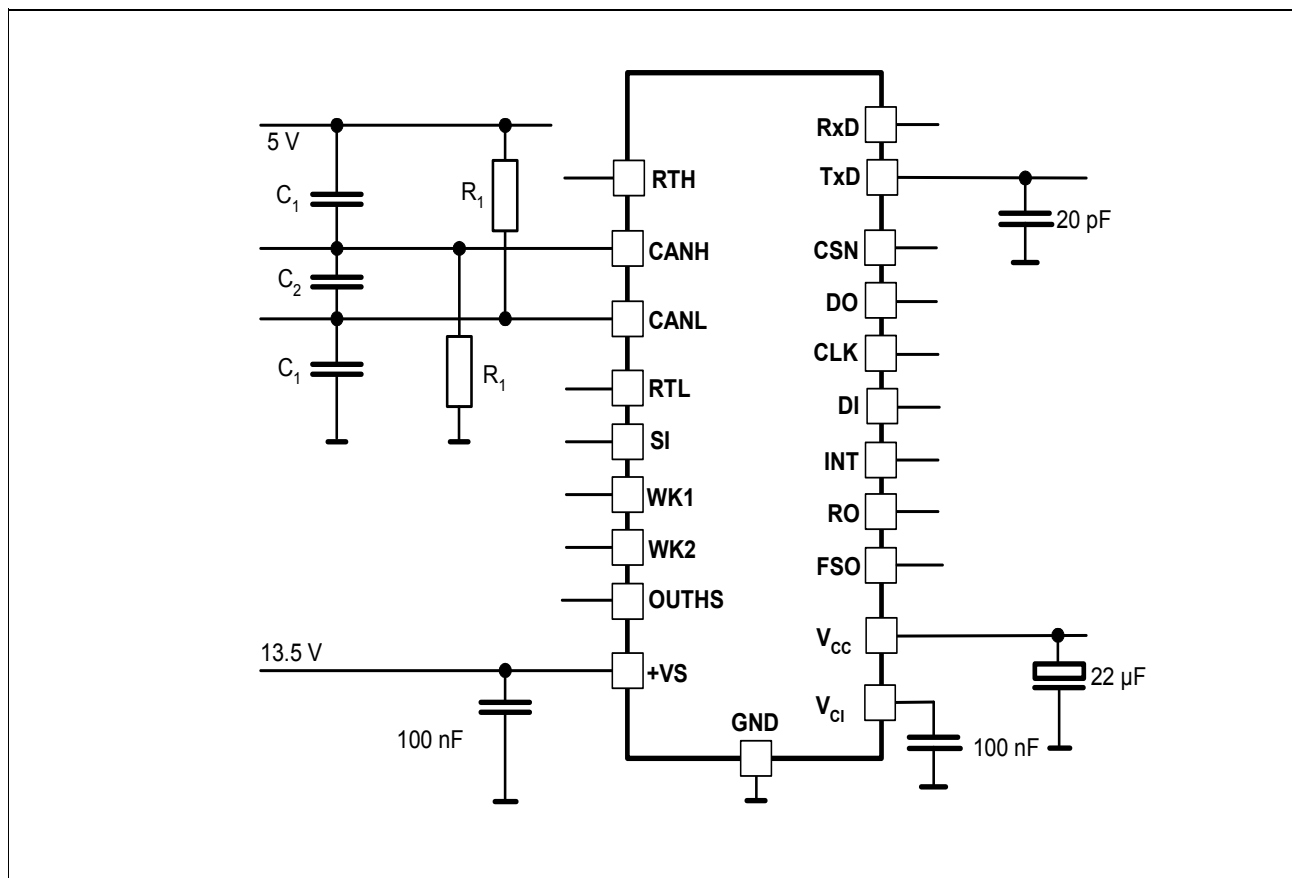 5 V
C1
R1
C2
C1
R1
13.5 V
100 nF
RTH
CANH
CANL
RTL
SI
WK1
WK2
OUTHS
+VS
GND
RxD
TxD
CSN
DO
CLK
DI
INT
RO
FSO
VCC
VCI
20 pF
22 µF
100 nF